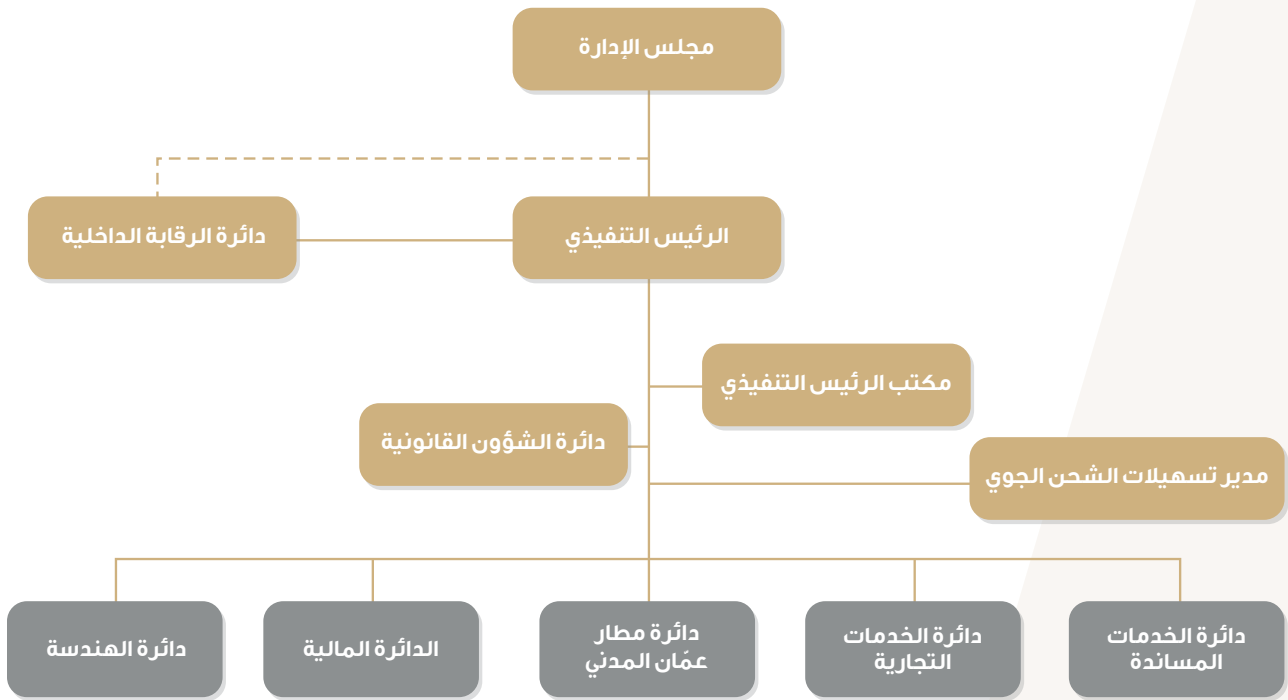 مجلس الإدارة
الرئيس التنفيذي
دائرة الرقابة الداخلية
مكتب الرئيس التنفيذي
دائرة الشؤون القانونية
مدير تسهيلات الشحن الجوي
دائرة الخدمات
المساندة
دائرة الخدمات
التجارية
دائرة مطار
عمّان المدني
الدائرة المالية
دائرة الهندسة